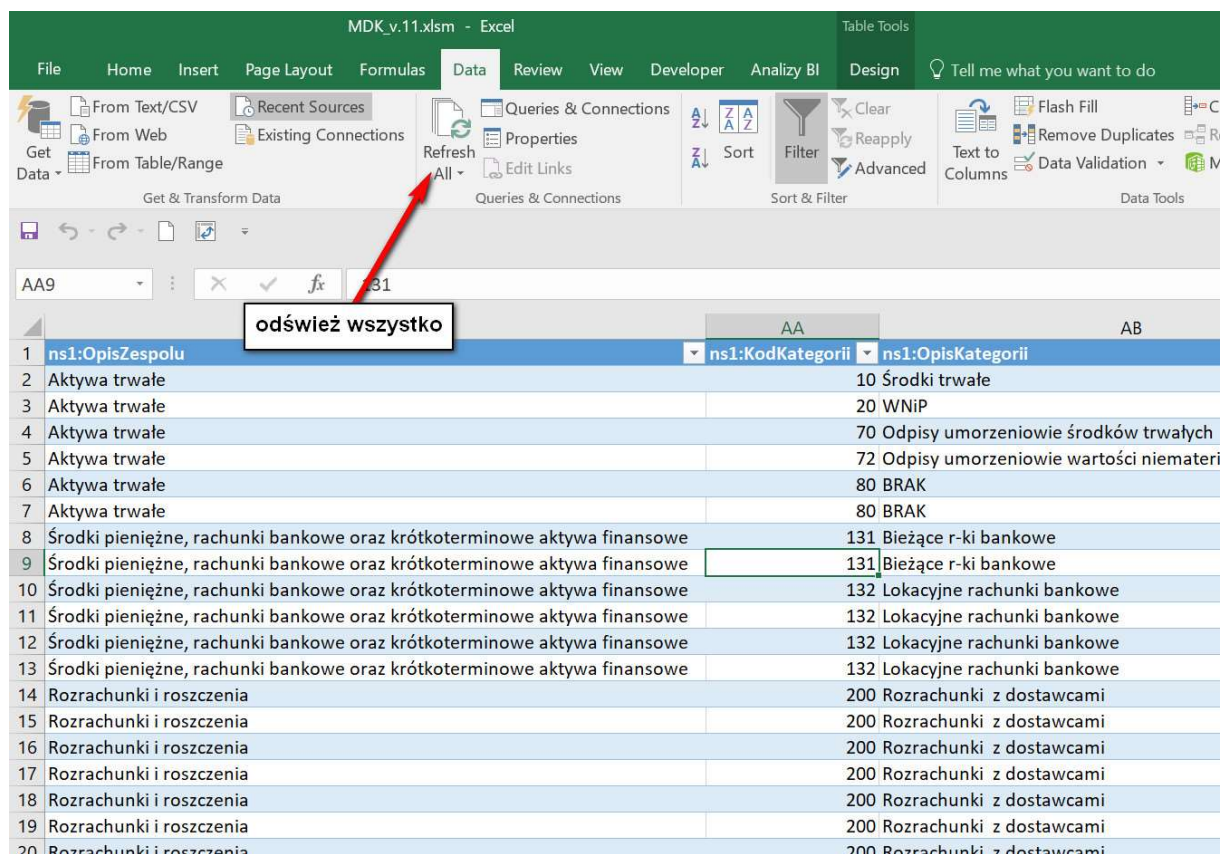 MDK_v.11.xlsm - Excel
Table Tools
File Home Insert Page Layout Formulas Data Review View Developer Analizy BI Design Tell me what you want to do
From Text/CSV
From Web
From Table/Range
Get Data
Recent Sources
Existing Connections
Get & Transform Data
Refresh All
Queries & Connections
Properties
Edit Links
Queries & Connections
Sort
Filter
Clear
Reapply
Advanced
Sort & Filter
Text to Columns
Flash Fill
Remove Duplicates
Data Validation
Data Tools
AA9 fx 131
odśwież wszystko
AA AB
1 ns1:OpisZespolu ns1:KodKategorii ns1:OpisKategorii
2 Aktywa trwałe 10 Środki trwałe
3 Aktywa trwałe 20 WNiP
4 Aktywa trwałe 70 Odpisy umorzeniowie środków trwałych
5 Aktywa trwałe 72 Odpisy umorzeniowie wartości niemateri
6 Aktywa trwałe 80 BRAK
7 Aktywa trwałe 80 BRAK
8 Środki pieniężne, rachunki bankowe oraz krótkoterminowe aktywa finansowe 131 Bieżące r-ki bankowe
9 Środki pieniężne, rachunki bankowe oraz krótkoterminowe aktywa finansowe 131 Bieżące r-ki bankowe
10 Środki pieniężne, rachunki bankowe oraz krótkoterminowe aktywa finansowe 132 Lokacyjne rachunki bankowe
11 Środki pieniężne, rachunki bankowe oraz krótkoterminowe aktywa finansowe 132 Lokacyjne rachunki bankowe
12 Środki pieniężne, rachunki bankowe oraz krótkoterminowe aktywa finansowe 132 Lokacyjne rachunki bankowe
13 Środki pieniężne, rachunki bankowe oraz krótkoterminowe aktywa finansowe 132 Lokacyjne rachunki bankowe
14 Rozrachunki i roszczenia 200 Rozrachunki z dostawcami
15 Rozrachunki i roszczenia 200 Rozrachunki z dostawcami
16 Rozrachunki i roszczenia 200 Rozrachunki z dostawcami
17 Rozrachunki i roszczenia 200 Rozrachunki z dostawcami
18 Rozrachunki i roszczenia 200 Rozrachunki z dostawcami
19 Rozrachunki i roszczenia 200 Rozrachunki z dostawcami
20 Rozrachunki i roszczenia 200 Rozrachunki z dostawcami